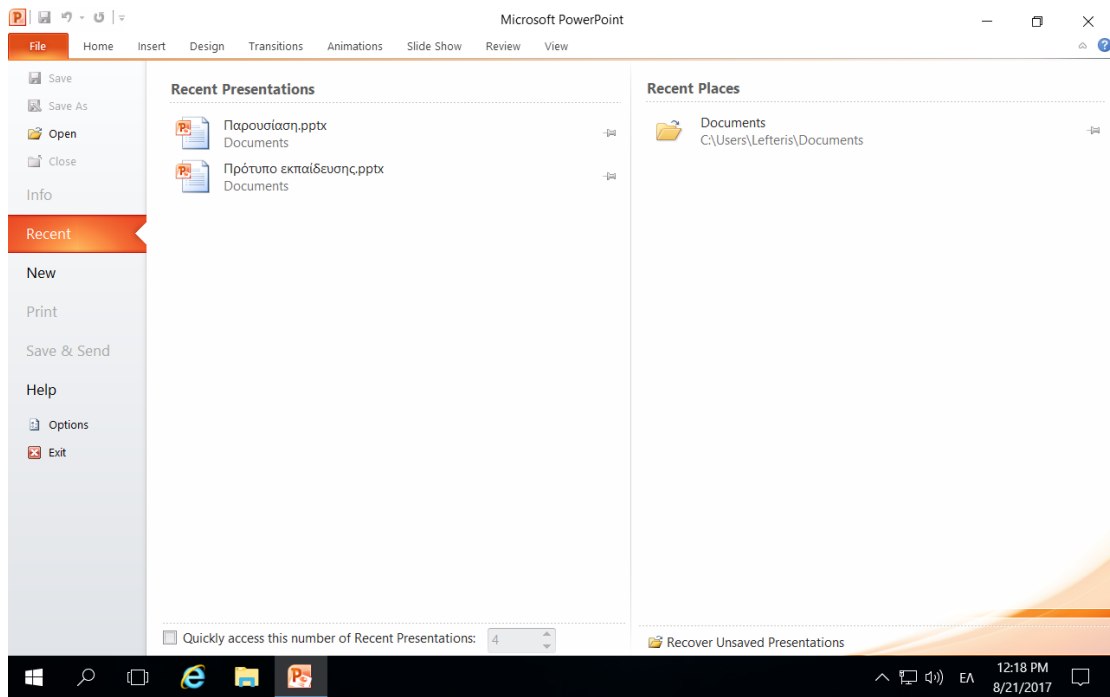 Microsoft PowerPoint
File Home Insert Design Transitions Animations Slide Show Review View
Save
Save As
Open
Close
Info
Recent
New
Print
Save & Send
Help
Options
Exit
Recent Presentations
Παρουσίαση.pptx
Documents
Πρότυπο εκπαίδευσης.pptx
Documents
Quickly access this number of Recent Presentations: 4
Recent Places
Documents
C:\Users\Lefteris\Documents
Recover Unsaved Presentations
ΕΛ
12:18 PM
8/21/2017